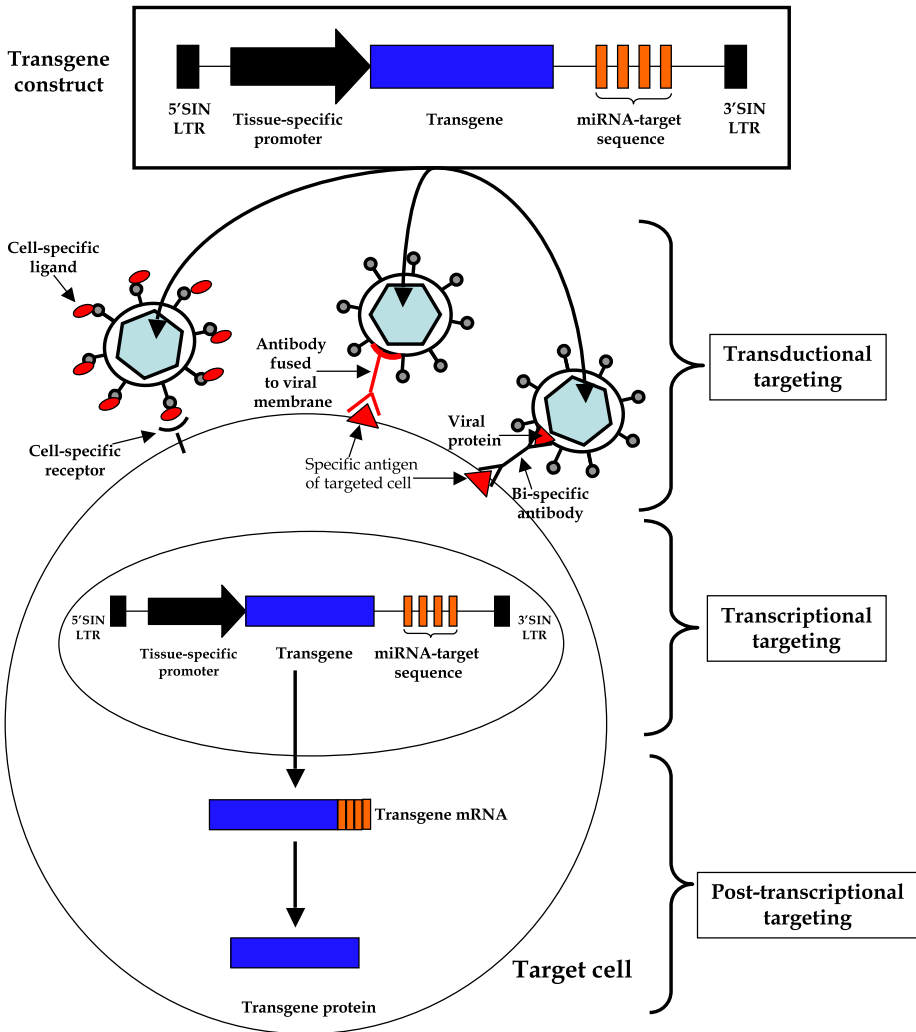 Transgene
construct
5'SIN
LTR
Tissue-specific
promoter
Transgene
miRNA-target
sequence
3'SIN
LTR
Cell-specific
ligand
Antibody
fused
to viral
membrane
Transductional
targeting
Viral
protein
Cell-specific
receptor
Specific antigen
of targeted cell
Bi-specific
antibody
5'SIN
LTR
Tissue-specific
promoter
Transgene
miRNA-target
sequence
3'SIN
LTR
Transcriptional
targeting
Transgene mRNA
Post-transcriptional
targeting
Target cell
Transgene protein